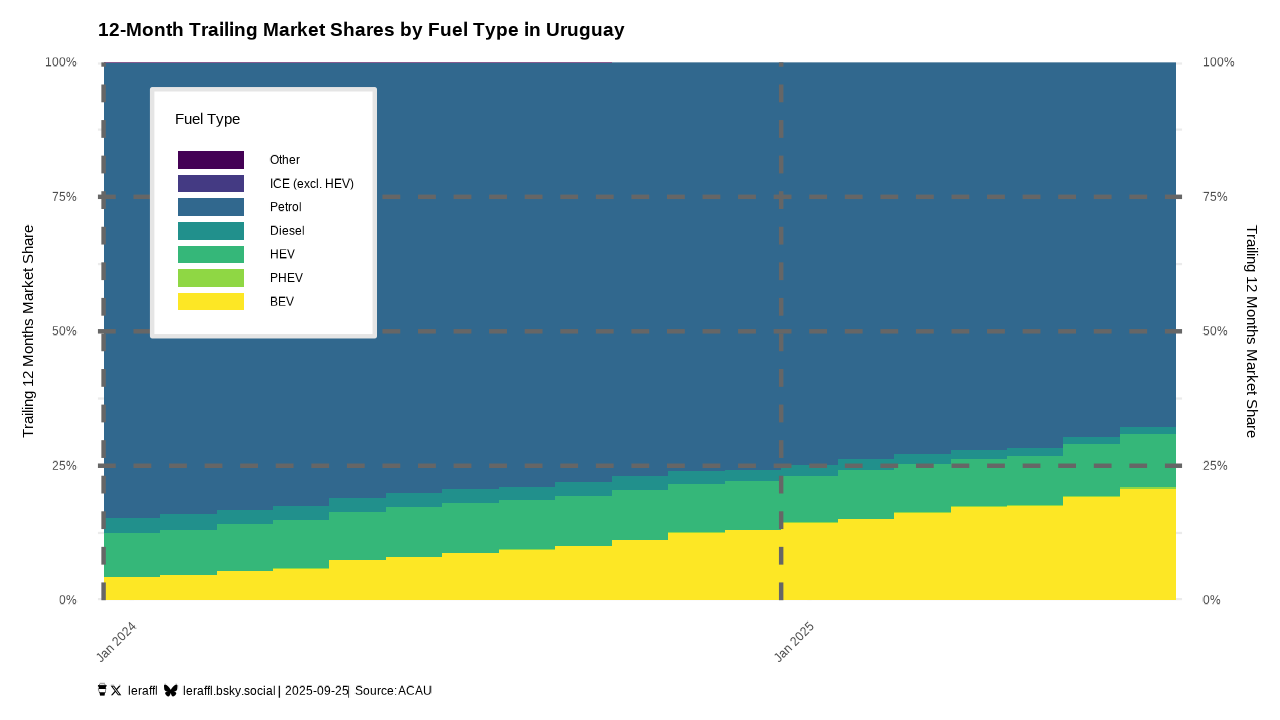 12-Month Trailing Market Shares by Fuel Type in Uruguay
100%
100%
Fuel Type
Other
ICE (excl. HEV)
Petrol
Diesel
HEV
PHEV
BEV
75%
75%
50%
50%
25%
25%
0%
0%
Trailing 12 Months Market Share
Trailing 12 Months Market Share
Jan 2024
Jan 2025
leraffl leraffl.bsky.social | 2025-09-25 | Source: ACAU